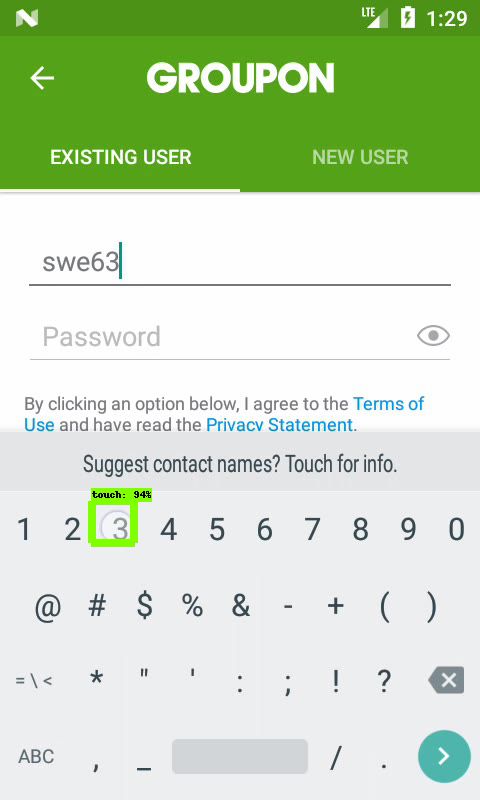 LTE 1:29
GROUPON
EXISTING USER NEW USER
swe63
Password
By clicking an option below, I agree to the Terms of
Use and have read the Privacy Statement.
Suggest contact names? Touch for info.
touch: 94%
1 2 3 4 5 6 7 8 9 0
@ # $ % & - + ( )
= \ < * " ' : ; ! ?
ABC , _ / .